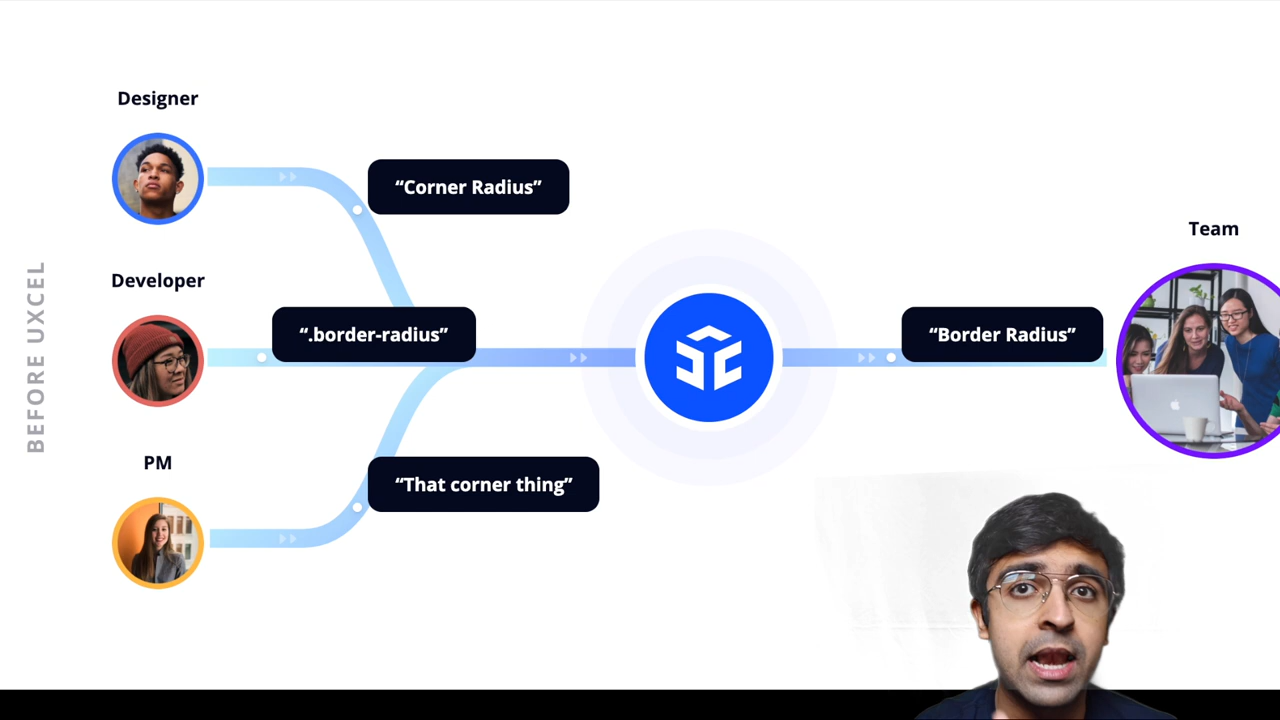 BEFORE UXCEL
Designer
“Corner Radius”
Developer
“.border-radius”
PM
“That corner thing”
Team
“Border Radius”